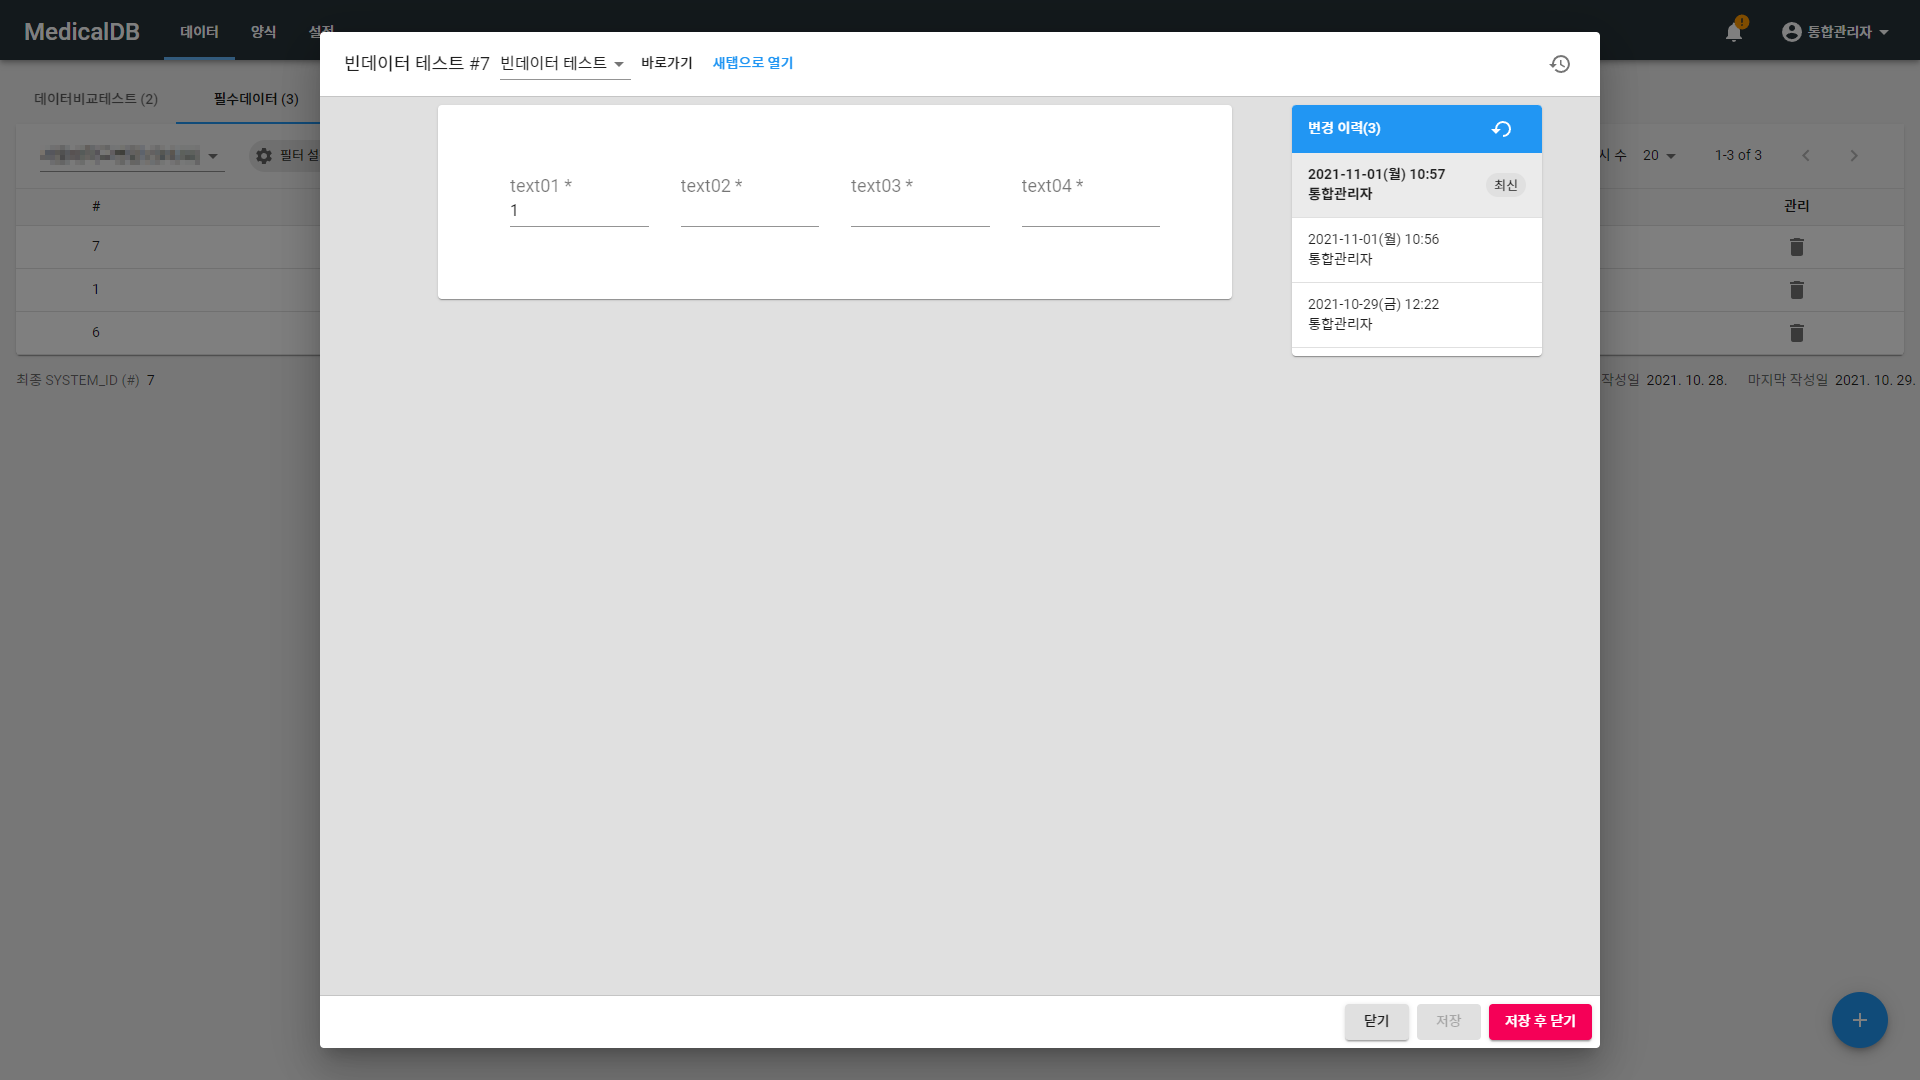 MedicalDB 데이터 양식 설정 통합관리자
데이터비교테스트 (2) 필수데이터 (3)
빈데이터 테스트 #7 빈데이터 테스트 바로가기 새탭으로 열기
필터 설
시 수 20 1-3 of 3
# 관리
7
1
6
최종 SYSTEM_ID (#) 7
작성일 2021. 10. 28. 마지막 작성일 2021. 10. 29.
text01 * text02 * text03 * text04 *
1
변경 이력(3)
2021-11-01(월) 10:57
통합관리자
최신
2021-11-01(월) 10:56
통합관리자
2021-10-29(금) 12:22
통합관리자
닫기 저장 저장 후 닫기